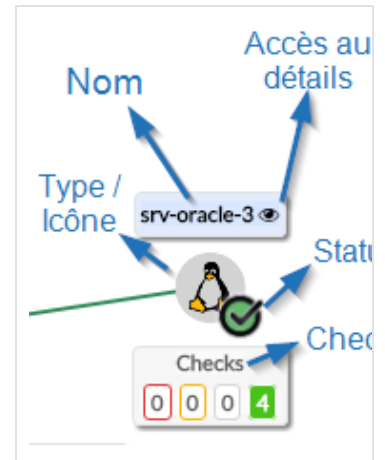 Accès au
détails
Nom
Type /
Icône
srv-oracle-3
Statu
Chec
Checks
0 0 0 4